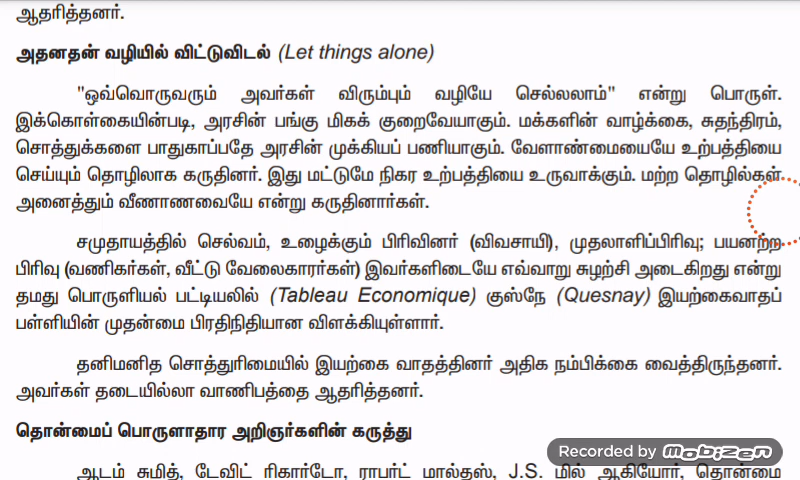 ஆதரித்தனர்.
அதனதன் வழியில் விட்டுவிடல் (Let things alone)
"ஒவ்வொருவரும் அவர்கள் விரும்பும் வழியே செல்லலாம்" என்று பொருள்.
இக்கொள்கையின்படி, அரசின் பங்கு மிகக் குறைவேயாகும். மக்களின் வாழ்க்கை, சுதந்திரம்,
சொத்துக்களை பாதுகாப்பதே அரசின் முக்கியப் பணியாகும். வேளாண்மையையே உற்பத்தியை
செய்யும் தொழிலாக கருதினர். இது மட்டுமே நிகர உற்பத்தியை உருவாக்கும். மற்ற தொழில்கள்
அனைத்தும் வீணாணவையே என்று கருதினார்கள்.
சமுதாயத்தில் செல்வம், உழைக்கும் பிரிவினர் (விவசாயி), முதலாளிப்பிரிவு; பயனற்ற
பிரிவு (வணிகர்கள், வீட்டு வேலைகாரர்கள்) இவர்களிடையே எவ்வாறு சுழற்சி அடைகிறது என்று
தமது பொருளியல் பட்டியலில் (Tableau Economique) குஸ்நே (Quesnay) இயற்கைவாதப்
பள்ளியின் முதன்மை பிரதிநிதியான விளக்கியுள்ளார்.
தனிமனித சொத்துரிமையில் இயற்கை வாதத்தினர் அதிக நம்பிக்கை வைத்திருந்தனர்.
அவர்கள் தடையில்லா வாணிபத்தை ஆதரித்தனர்.
தொன்மைப் பொருளாதார அறிஞர்களின் கருத்து
ஆடம் சுமித், டேவிட் ரிகார்டோ, ராபர்ட் மால்தஸ், J.S. மில் ஆகியோர், தொன்மை
Recorded by mobizen